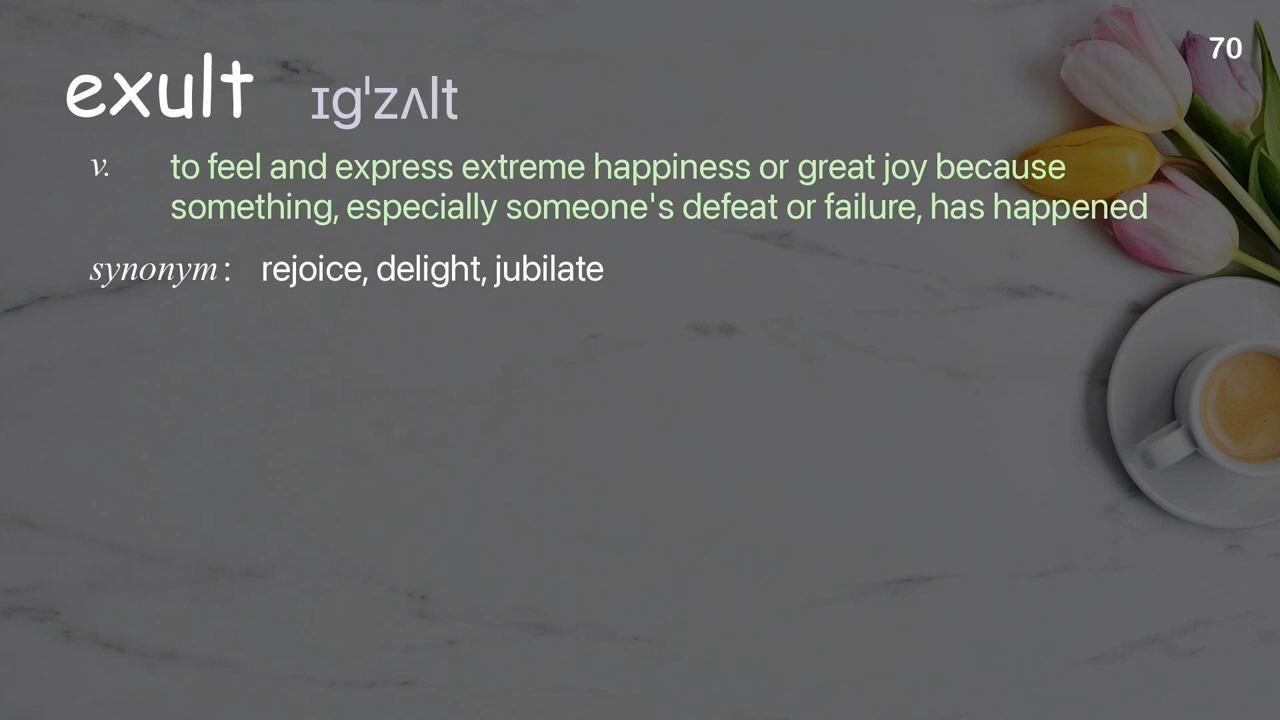 70
exult ɪgˈzʌlt
v. to feel and express extreme happiness or great joy because
something, especially someone's defeat or failure, has happened
synonym : rejoice, delight, jubilate